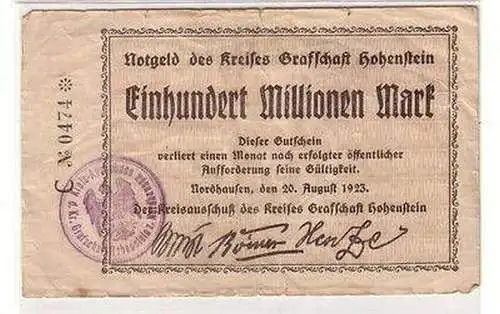 Notgeld des Kreises Grafschaft Hohenstein
Einhundert Millionen Mark
Dieser Gutschein
verliert einen Monat nach erfolgter öffentlicher
Aufforderung seine Gültigkeit.
Nordhausen, den 20. August 1923.
Der Kreisausschuß des Kreises Grafschaft Hohenstein
C № 0474 *